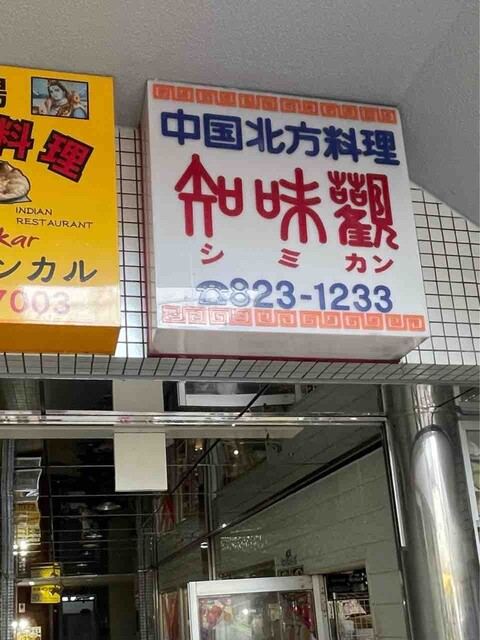 料理
INDIAN
RESTAURANT
kar
ンカル
7003
中国北方料理
知味觀
シミカン
☎823-1233